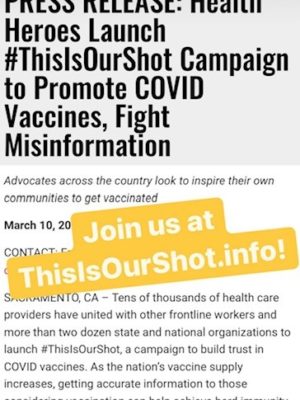 PRESS RELEASE: Health
Heroes Launch
#ThisIsOurShot Campaign
to Promote COVID
Vaccines, Fight
Misinformation
Advocates across the country look to inspire their own
communities to get vaccinated
March 10, 20
Join us at
ThisIsOurShot.info!
CONTACT:
SACRAMENTO, CA – Tens of thousands of health care
providers have united with other frontline workers and
more than two dozen state and national organizations to
launch #ThisIsOurShot, a campaign to build trust in
COVID vaccines. As the nation's vaccine supply
increases, getting accurate information to those
considering vaccination can help achieve herd immunity